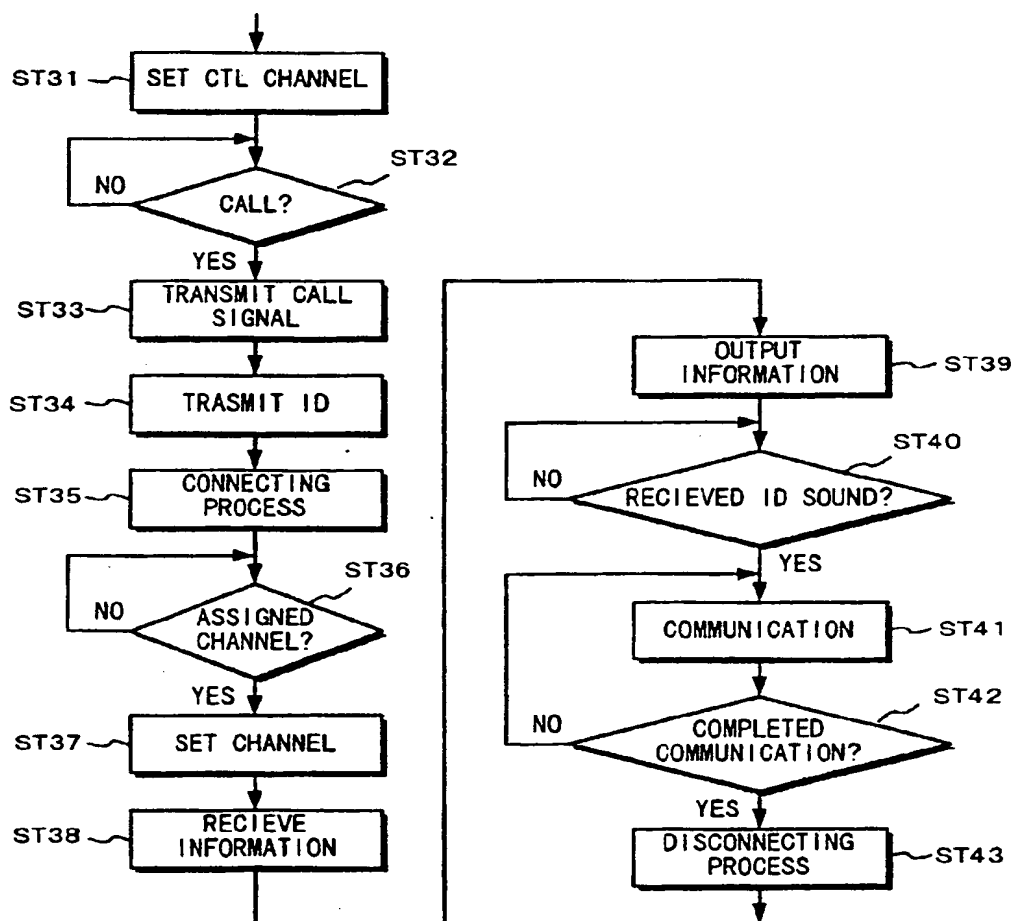 ST31
SET CTL CHANNEL
ST32
NO
CALL?
YES
ST33
TRANSMIT CALL
SIGNAL
ST34
TRASMIT ID
ST35
CONNECTING
PROCESS
ST36
NO
ASSIGNED
CHANNEL?
YES
ST37
SET CHANNEL
ST38
RECIEVE
INFORMATION
OUTPUT
INFORMATION
ST39
ST40
NO
RECIEVED ID SOUND?
YES
COMMUNICATION
ST41
ST42
NO
COMPLETED
COMMUNICATION?
YES
DISCONNECTING
PROCESS
ST43